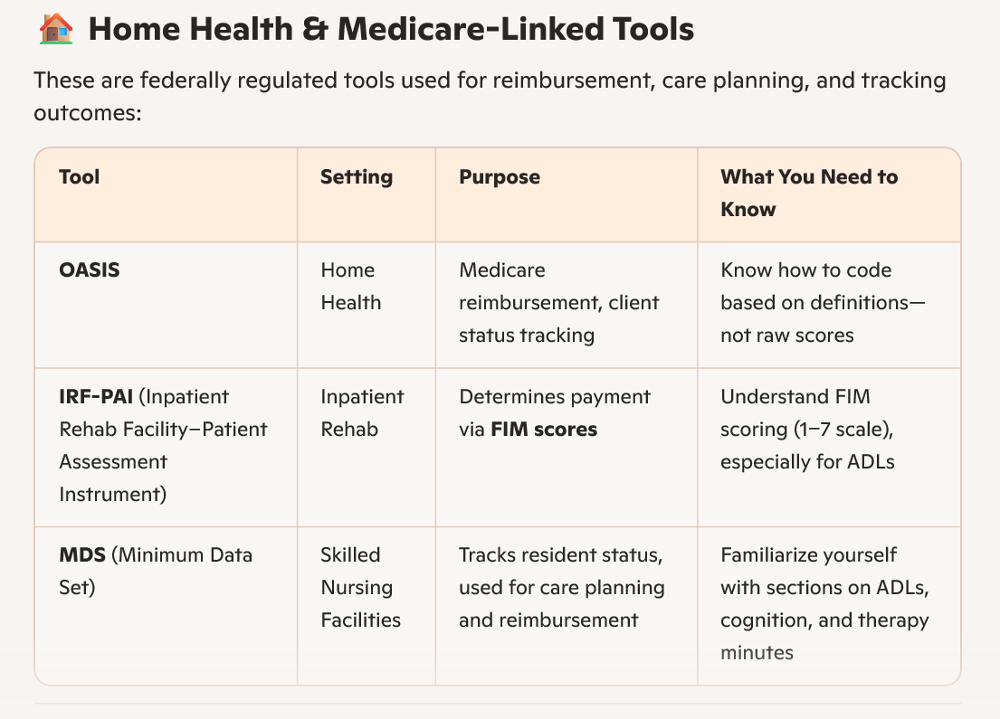 Home Health & Medicare-Linked Tools
These are federally regulated tools used for reimbursement, care planning, and tracking
outcomes:
Tool
Setting
Purpose
What You Need to
Know
OASIS
Home
Health
Medicare
reimbursement, client
status tracking
Know how to code
based on definitions—
not raw scores
IRF-PAI (Inpatient
Rehab Facility–Patient
Assessment
Instrument)
Inpatient
Rehab
Determines payment
via FIM scores
Understand FIM
scoring (1–7 scale),
especially for ADLs
MDS (Minimum Data
Set)
Skilled
Nursing
Facilities
Tracks resident status,
used for care planning
and reimbursement
Familiarize yourself
with sections on ADLs,
cognition, and therapy
minutes